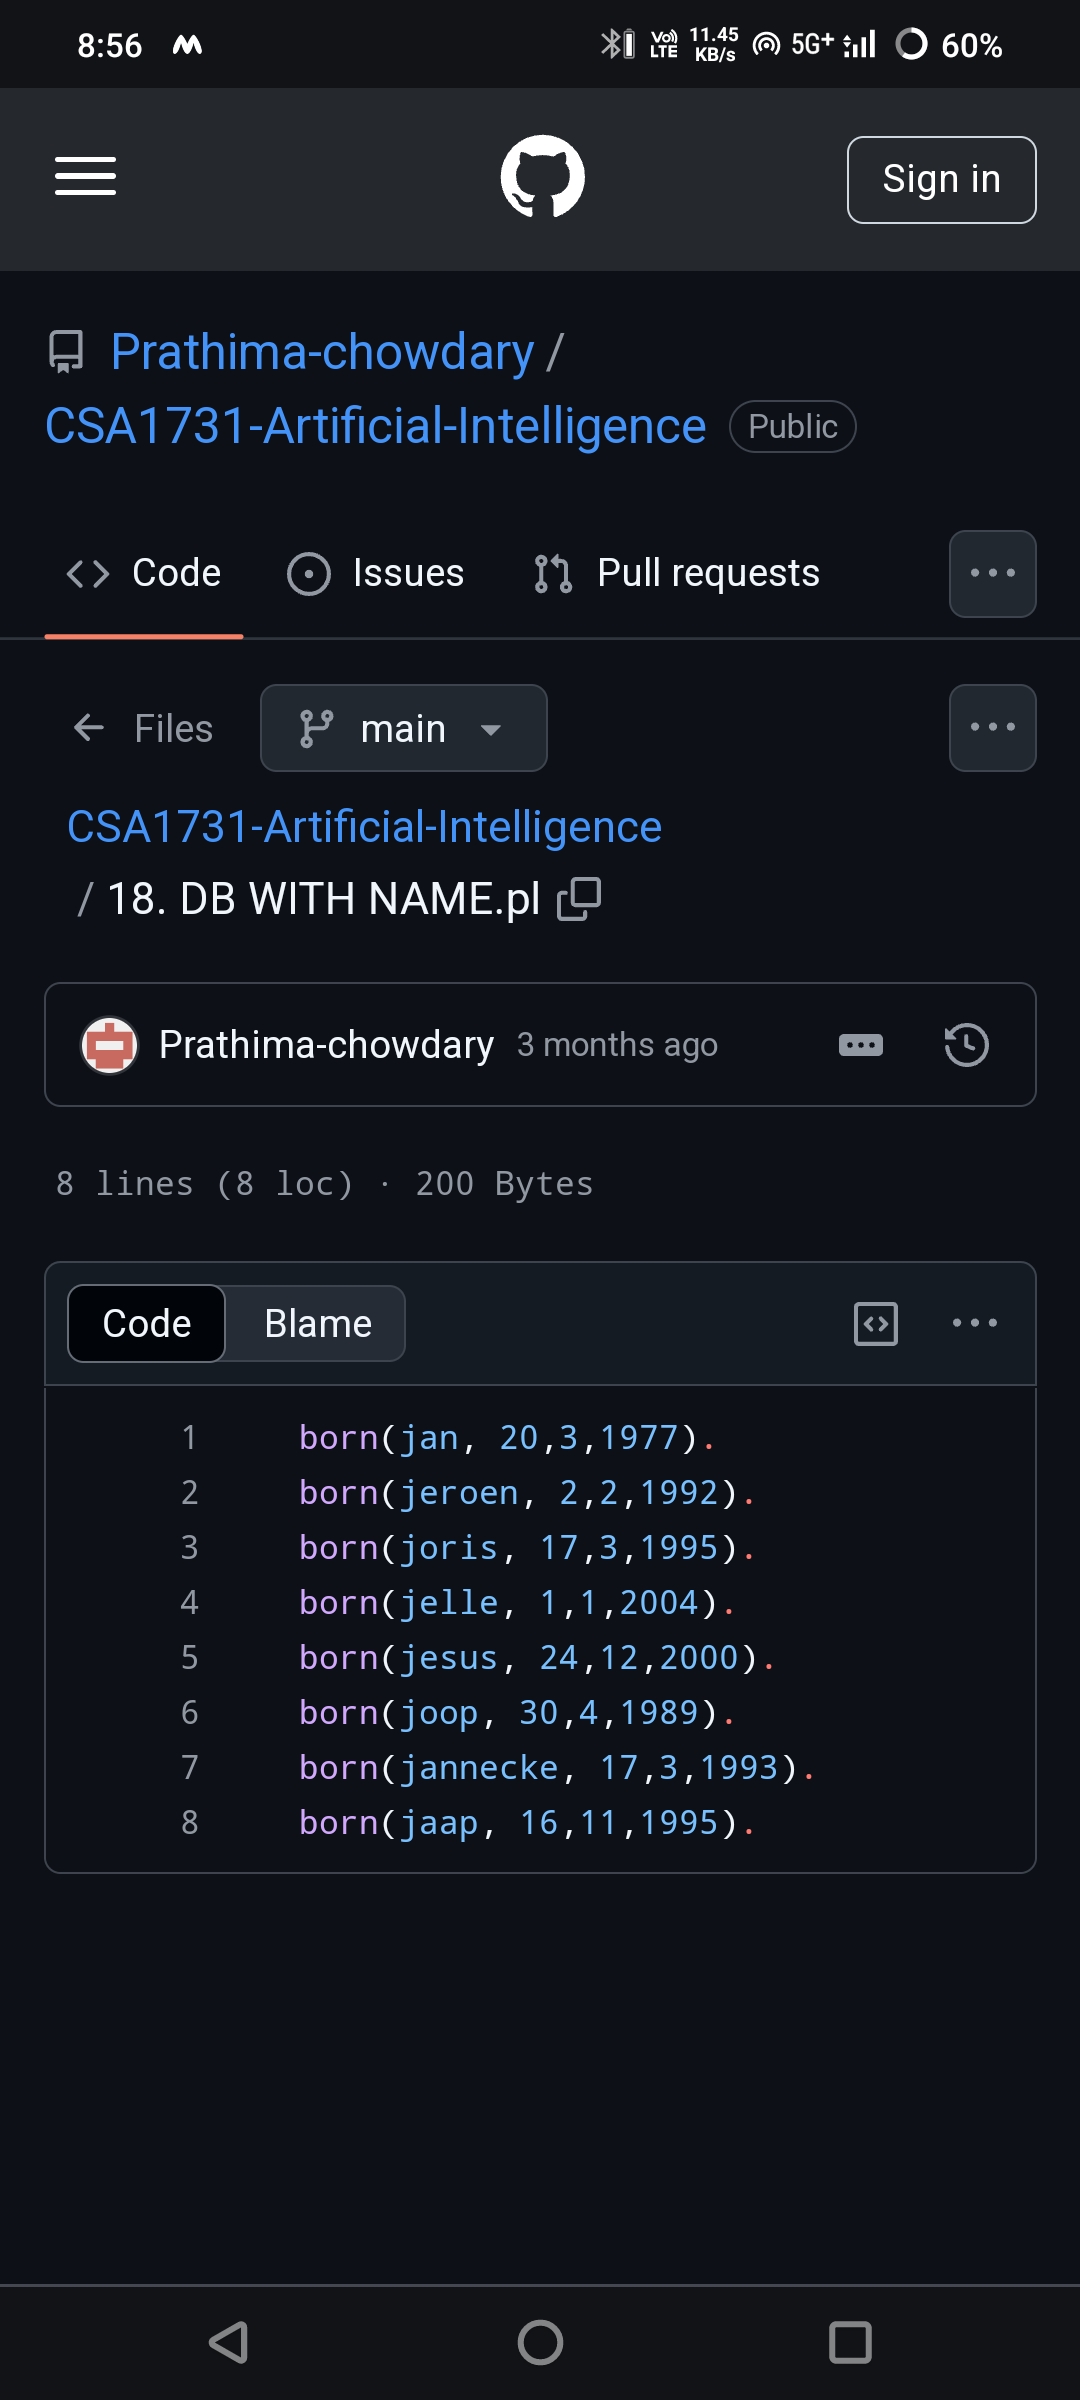 8:56 Vo) LTE 11.45 KB/s 5G+ 60%
Sign in
Prathima-chowdary /
CSA1731-Artificial-Intelligence Public
Code Issues Pull requests
Files main
CSA1731-Artificial-Intelligence
/ 18. DB WITH NAME.pl
Prathima-chowdary 3 months ago
8 lines (8 loc) · 200 Bytes
Code Blame
1 born(jan, 20,3,1977).
2 born(jeroen, 2,2,1992).
3 born(joris, 17,3,1995).
4 born(jelle, 1,1,2004).
5 born(jesus, 24,12,2000).
6 born(joop, 30,4,1989).
7 born(jannecke, 17,3,1993).
8 born(jaap, 16,11,1995).